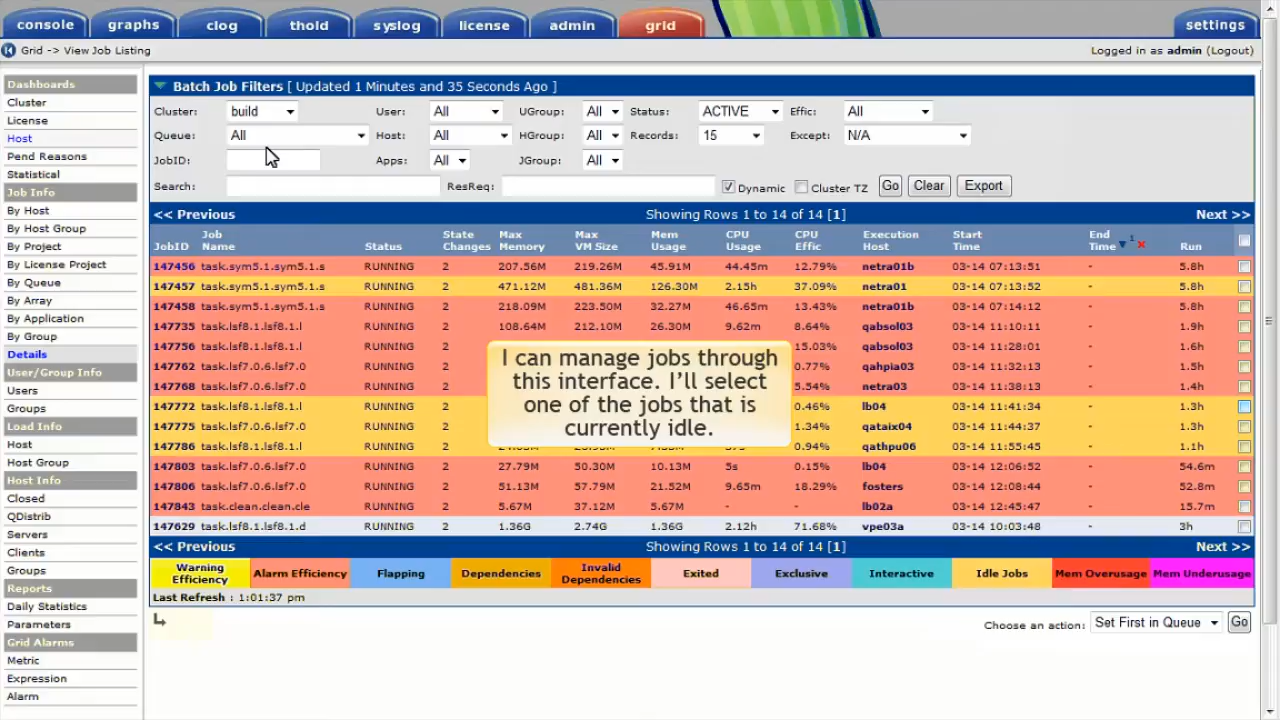 console graphs clog thold syslog license admin grid settings
Grid -> View Job Listing Logged in as admin (Logout)
Dashboards
Cluster
License
Host
Pend Reasons
Statistical
Job Info
By Host
By Host Group
By Project
By License Project
By Queue
By Array
By Application
By Group
Details
User/Group Info
Users
Groups
Load Info
Host
Host Group
Host Info
Closed
QDistrib
Servers
Clients
Groups
Reports
Daily Statistics
Parameters
Grid Alarms
Metric
Expression
Alarm
Batch Job Filters [ Updated 1 Minutes and 35 Seconds Ago ]
Cluster: build User: All UGroup: All Status: ACTIVE Effic: All
Queue: All Host: All HGroup: All Records: 15 Except: N/A
JobID: Apps: All JGroup: All
Search: ResReq: Dynamic Cluster TZ Go Clear Export
<< Previous Showing Rows 1 to 14 of 14 [1] Next >>
JobID Job Name Status State Changes Max Memory Max VM Size Mem Usage CPU Usage CPU Effic Execution Host Start Time End Time 1 Run
147456 task.sym5.1.sym5.1.s RUNNING 2 207.56M 219.26M 45.91M 44.45m 12.79% netra01b 03-14 07:13:51 - 5.8h
147457 task.sym5.1.sym5.1.s RUNNING 2 471.12M 481.36M 126.30M 2.15h 37.09% netra01 03-14 07:13:52 - 5.8h
147458 task.sym5.1.sym5.1.s RUNNING 2 218.09M 223.50M 32.27M 46.65m 13.43% netra01b 03-14 07:14:12 - 5.8h
147735 task.lsf8.1.lsf8.1.l RUNNING 2 108.64M 212.10M 26.30M 9.62m 8.64% qabsol03 03-14 11:10:11 - 1.9h
147756 task.lsf8.1.lsf8.1.l RUNNING 2 15.03% qabsol03 03-14 11:28:01 - 1.6h
147762 task.lsf7.0.6.lsf7.0 RUNNING 2 0.77% qahpia03 03-14 11:32:13 - 1.5h
147768 task.lsf7.0.6.lsf7.0 RUNNING 2 5.54% netra03 03-14 11:38:13 - 1.4h
147772 task.lsf8.1.lsf8.1.l RUNNING 2 0.46% lb04 03-14 11:41:34 - 1.3h
147775 task.lsf7.0.6.lsf7.0 RUNNING 2 1.34% qataix04 03-14 11:44:37 - 1.3h
147786 task.lsf8.1.lsf8.1.l RUNNING 2 0.94% qathpu06 03-14 11:55:45 - 1.1h
147803 task.lsf7.0.6.lsf7.0 RUNNING 2 27.79M 50.30M 10.13M 5s 0.15% lb04 03-14 12:06:52 - 54.6m
147806 task.lsf7.0.6.lsf7.0 RUNNING 2 51.13M 57.79M 21.52M 9.65m 18.29% fosters 03-14 12:08:44 - 52.8m
147843 task.clean.clean.cle RUNNING 2 5.67M 37.12M 5.67M - - lb02a 03-14 12:45:47 - 15.7m
147629 task.lsf8.1.lsf8.1.d RUNNING 2 1.36G 2.74G 1.36G 2.12h 71.68% vpe03a 03-14 10:03:48 - 3h
I can manage jobs through
this interface. I’ll select
one of the jobs that is
currently idle.
<< Previous Showing Rows 1 to 14 of 14 [1] Next >>
Warning Efficiency Alarm Efficiency Flapping Dependencies Invalid Dependencies Exited Exclusive Interactive Idle Jobs Mem Overusage Mem Underusage
Last Refresh : 1:01:37 pm
Choose an action: Set First in Queue Go